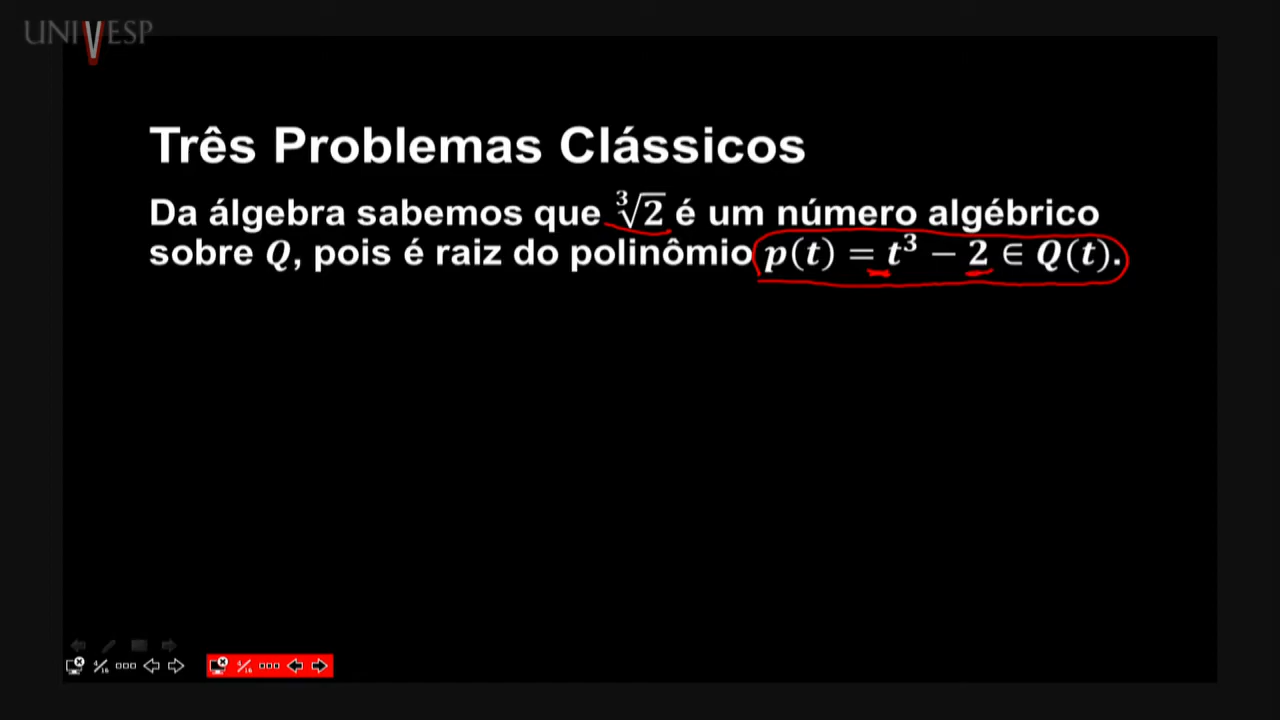 UNIVESP
Três Problemas Clássicos
Da álgebra sabemos que ∛2 é um número algébrico
sobre Q, pois é raiz do polinômio p(t) = t³ − 2 ∈ Q(t).